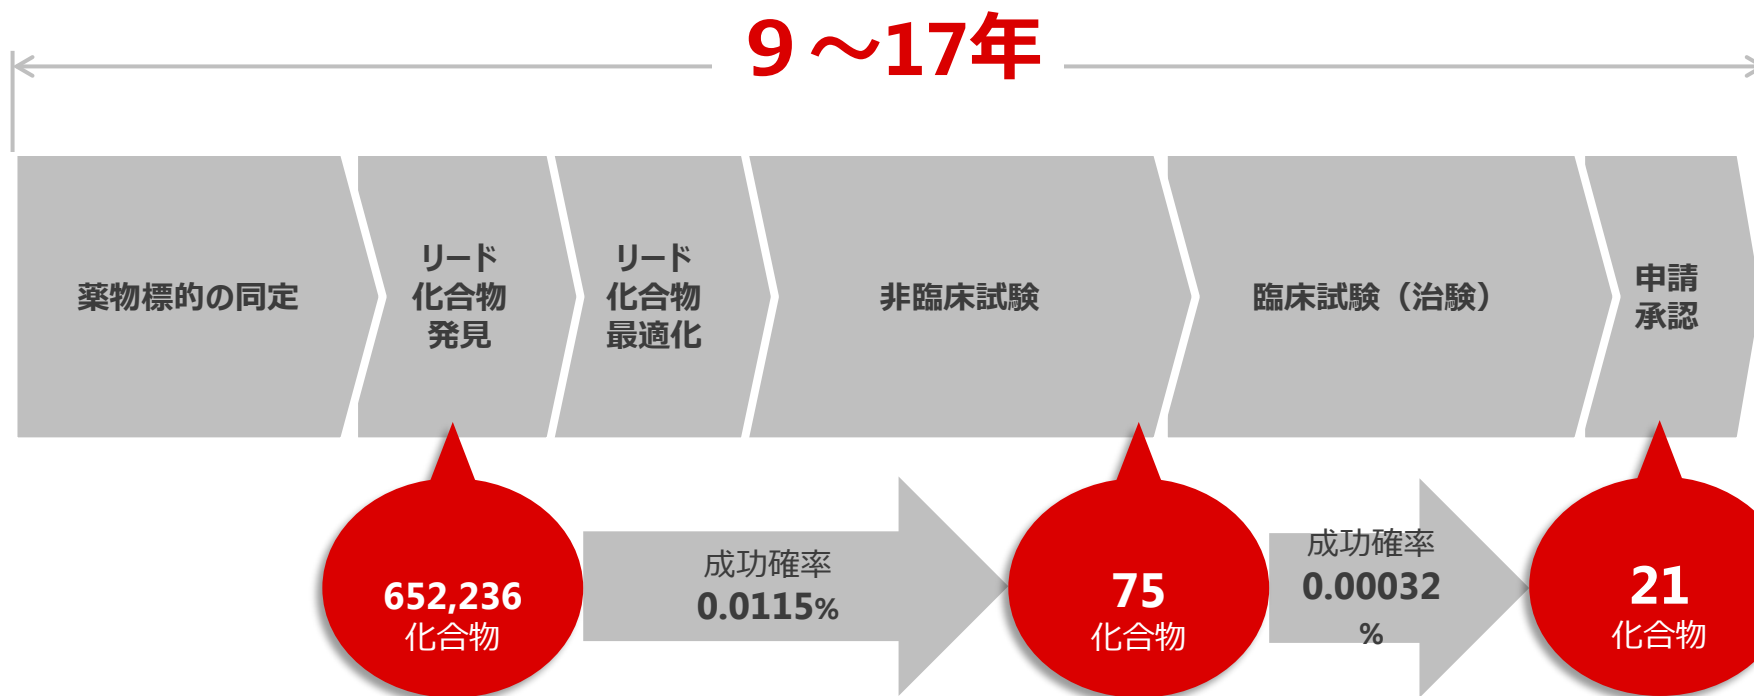 9～17年
薬物標的の同定
リード
化合物
発見
リード
化合物
最適化
非臨床試験
臨床試験（治験）
申請
承認
652,236
化合物
成功確率
0.0115%
75
化合物
成功確率
0.00032
%
21
化合物